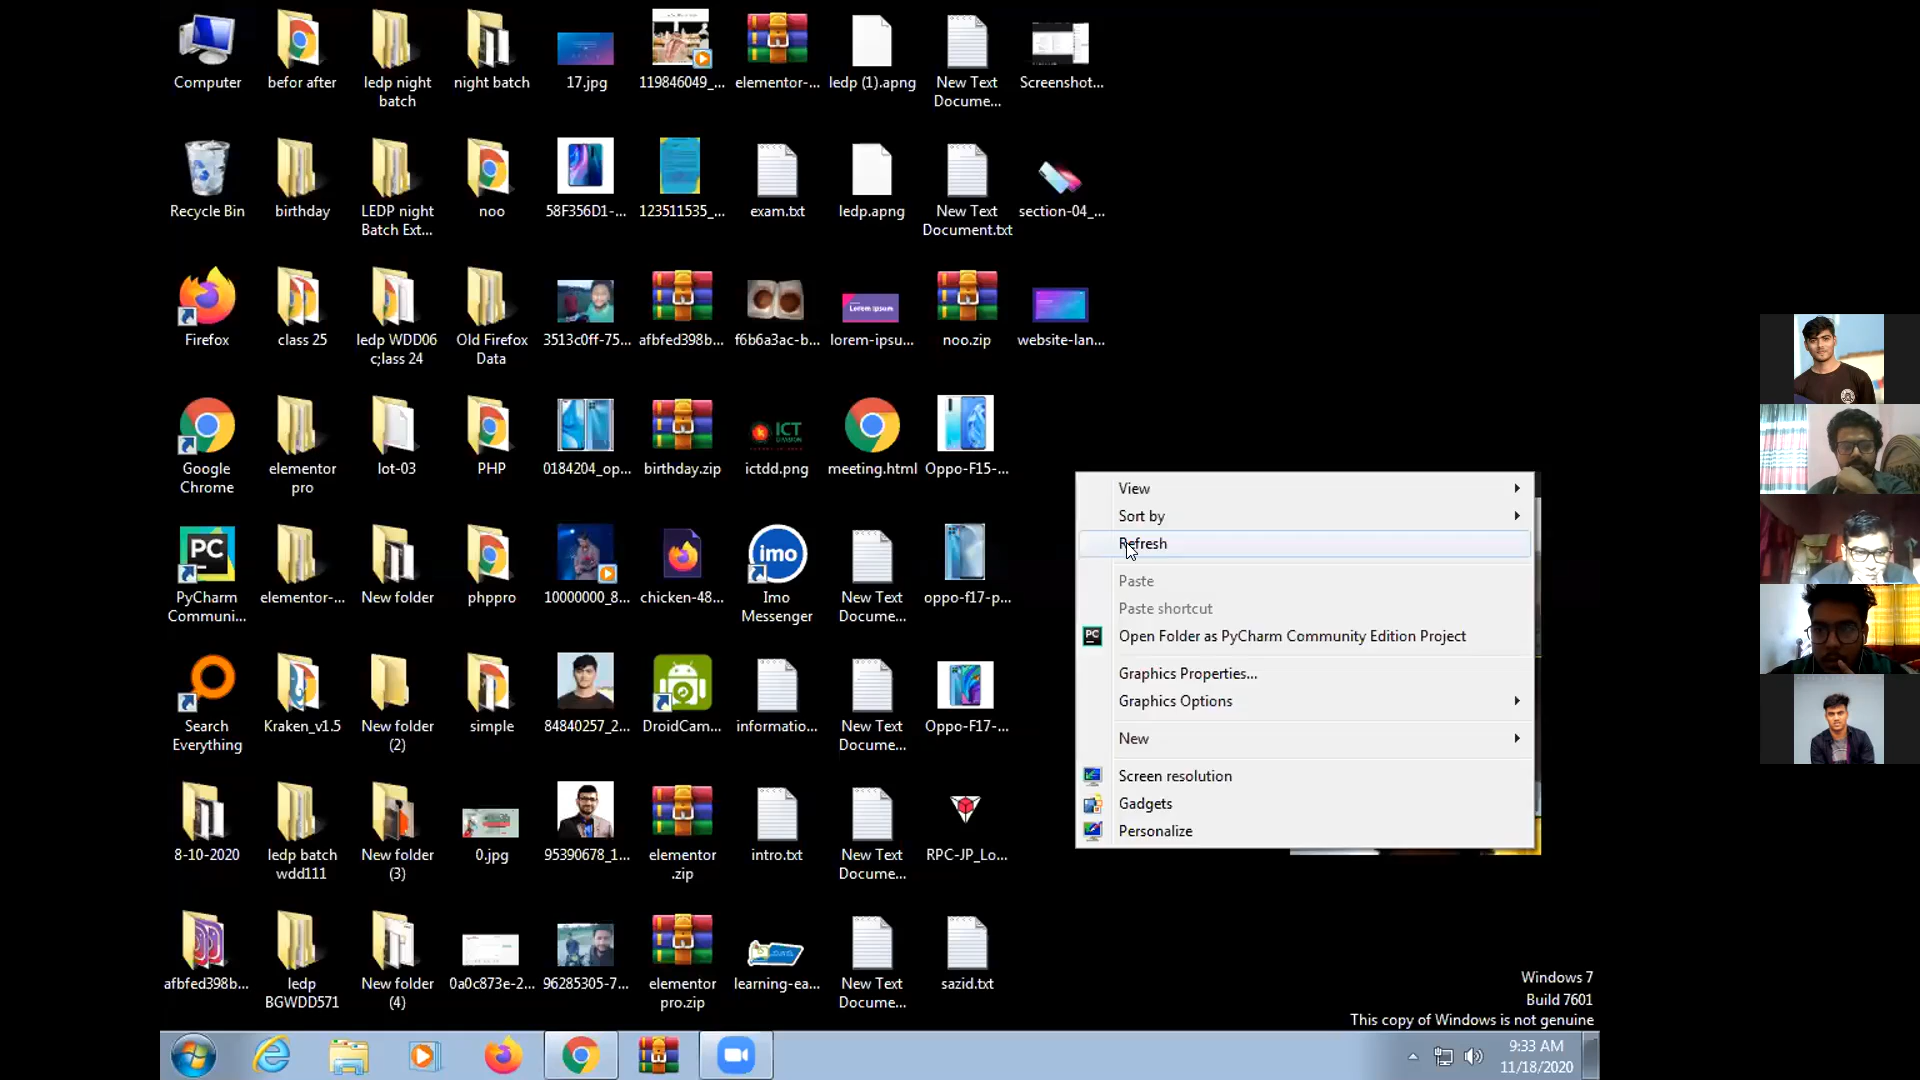 Computer
befor after
ledp night
batch
night batch
17.jpg
119846049_...
elementor-...
ledp (1).apng
New Text
Docume...
Screenshot...
Recycle Bin
birthday
LEDP night
Batch Ext...
noo
58F356D1-...
123511535_...
exam.txt
ledp.apng
New Text
Document.txt
section-04_...
Firefox
class 25
ledp WDD06
c;lass 24
Old Firefox
Data
3513c0ff-75...
afbfed398b...
f6b6a3ac-b...
Lorem ipsum
lorem-ipsu...
noo.zip
website-lan...
Google
Chrome
elementor
pro
lot-03
PHP
0184204_op...
birthday.zip
ICT
ictdd.png
meeting.html
Oppo-F15-...
PC
PyCharm
Communi...
elementor-...
New folder
phppro
10000000_8...
chicken-48...
imo
Imo
Messenger
New Text
Docume...
oppo-f17-p...
Search
Everything
Kraken_v1.5
New folder
(2)
simple
84840257_2...
DroidCam...
informatio...
New Text
Docume...
Oppo-F17-...
8-10-2020
ledp batch
wdd111
New folder
(3)
0.jpg
95390678_1...
elementor
.zip
intro.txt
New Text
Docume...
RPC-JP_Lo...
afbfed398b...
ledp
BGWDD571
New folder
(4)
0a0c873e-2...
96285305-7...
elementor
pro.zip
learning-ea...
New Text
Docume...
sazid.txt
View
Sort by
Refresh
Paste
Paste shortcut
PC
Open Folder as PyCharm Community Edition Project
Graphics Properties...
Graphics Options
New
Screen resolution
Gadgets
Personalize
Windows 7
Build 7601
This copy of Windows is not genuine
9:33 AM
11/18/2020